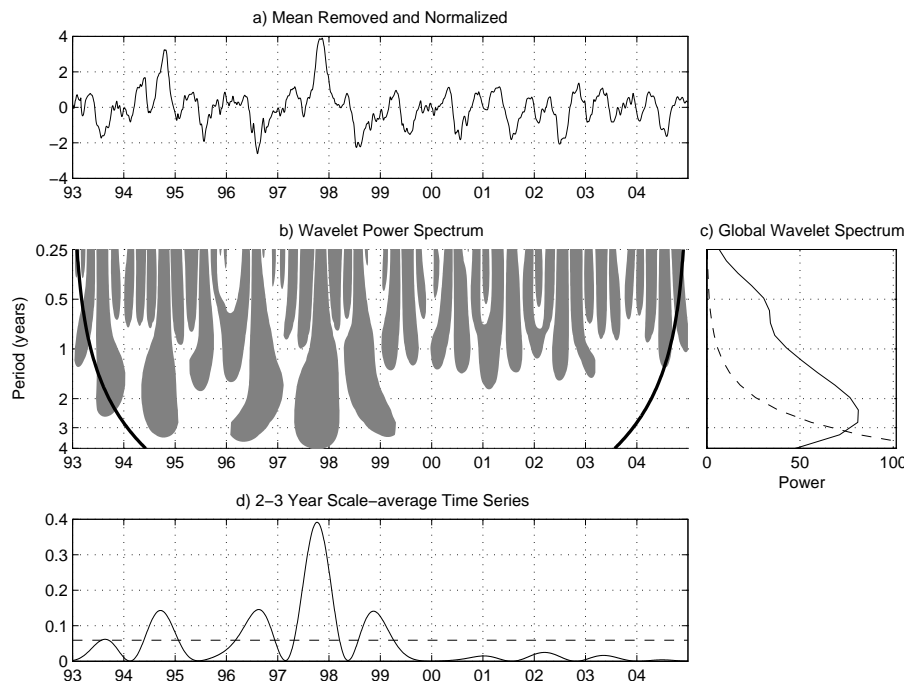 a) Mean Removed and Normalized
4
2
0
−2
−4
93 94 95 96 97 98 99 00 01 02 03 04
b) Wavelet Power Spectrum
Period (years)
0.25
0.5
1
2
3
4
93 94 95 96 97 98 99 00 01 02 03 04
c) Global Wavelet Spectrum
0 50 100
Power
d) 2−3 Year Scale−average Time Series
0.4
0.3
0.2
0.1
0
93 94 95 96 97 98 99 00 01 02 03 04